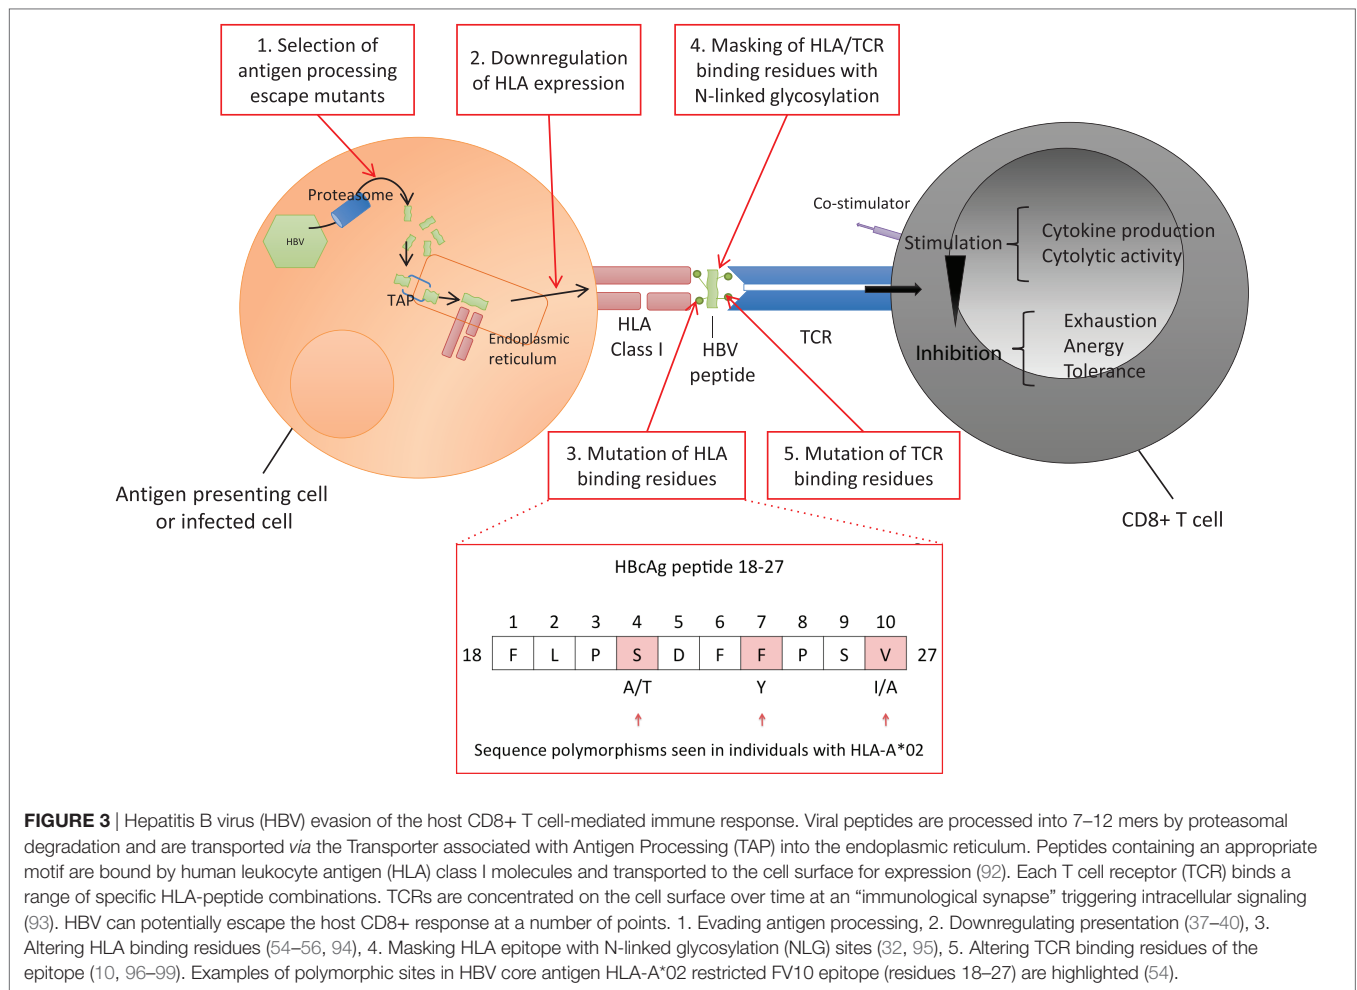 1. Selection of
antigen processing
escape mutants
2. Downregulation
of HLA expression
4. Masking of HLA/TCR
binding residues with
N-linked glycosylation
Proteasome
HBV
TAP
Endoplasmic
reticulum
HLA
Class I
HBV
peptide
TCR
Co-stimulator
Stimulation
Cytokine production
Cytolytic activity
Inhibition
Exhaustion
Anergy
Tolerance
3. Mutation of HLA
binding residues
5. Mutation of TCR
binding residues
Antigen presenting cell
or infected cell
CD8+ T cell
HBcAg peptide 18-27
1 2 3 4 5 6 7 8 9 10
18 F L P S D F F P S V 27
A/T Y I/A
Sequence polymorphisms seen in individuals with HLA-A*02
FIGURE 3 | Hepatitis B virus (HBV) evasion of the host CD8+ T cell-mediated immune response. Viral peptides are processed into 7–12 mers by proteasomal
degradation and are transported via the Transporter associated with Antigen Processing (TAP) into the endoplasmic reticulum. Peptides containing an appropriate
motif are bound by human leukocyte antigen (HLA) class I molecules and transported to the cell surface for expression (92). Each T cell receptor (TCR) binds a
range of specific HLA-peptide combinations. TCRs are concentrated on the cell surface over time at an “immunological synapse” triggering intracellular signaling
(93). HBV can potentially escape the host CD8+ response at a number of points. 1. Evading antigen processing, 2. Downregulating presentation (37–40), 3.
Altering HLA binding residues (54–56, 94), 4. Masking HLA epitope with N-linked glycosylation (NLG) sites (32, 95), 5. Altering TCR binding residues of the
epitope (10, 96–99). Examples of polymorphic sites in HBV core antigen HLA-A*02 restricted FV10 epitope (residues 18–27) are highlighted (54).